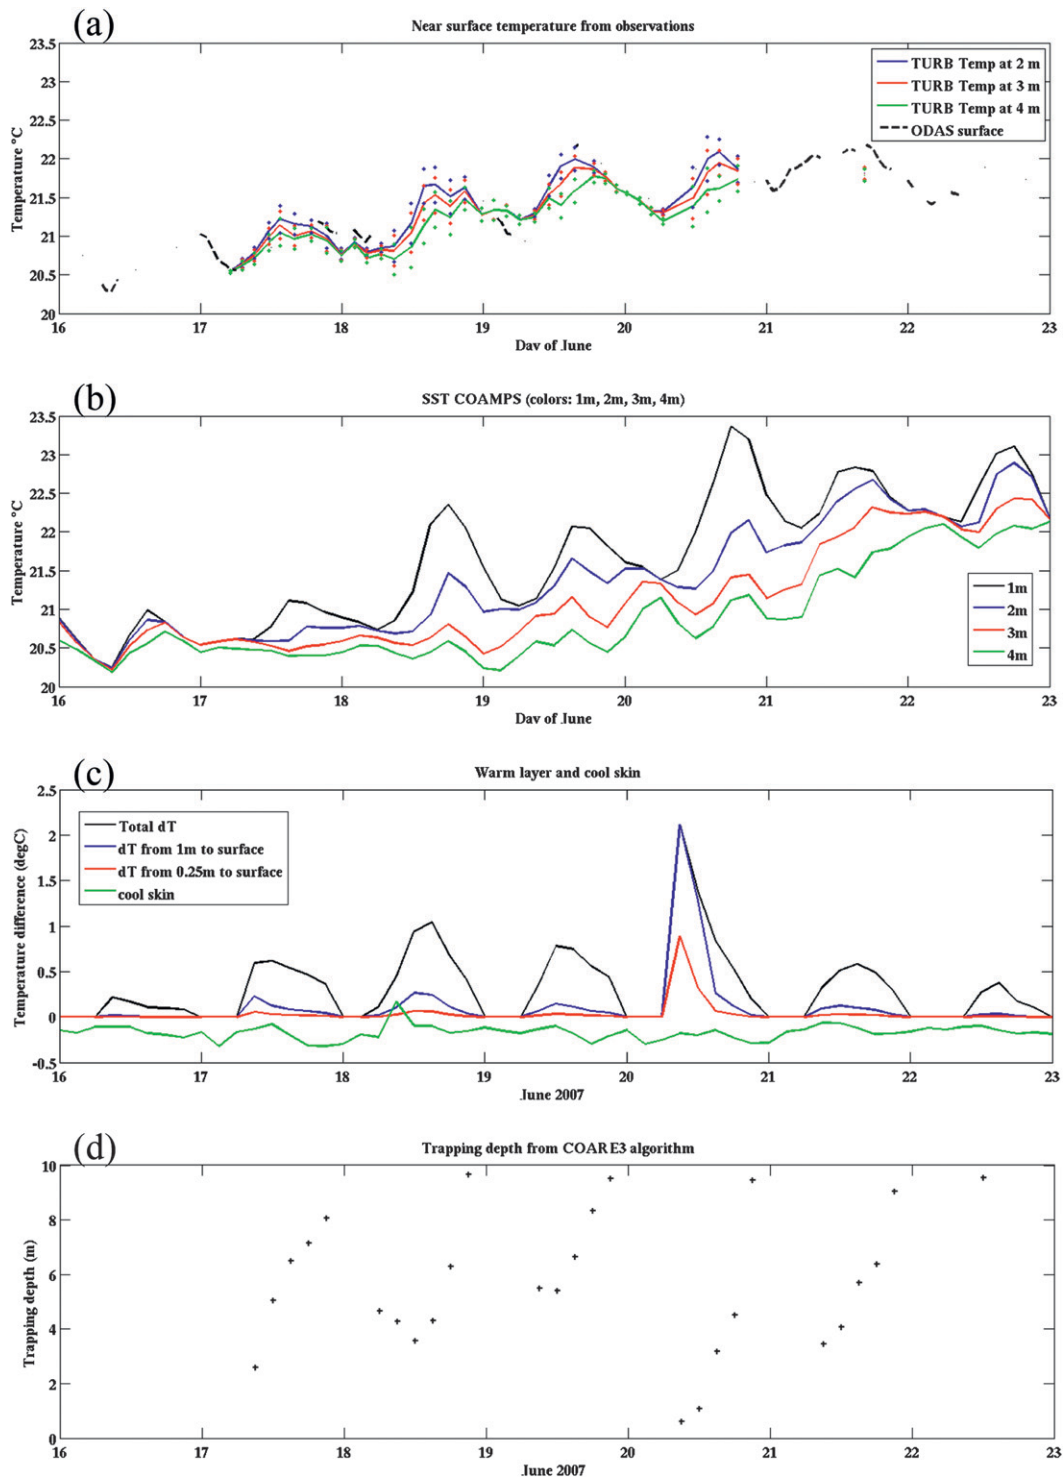 (a)
Near surface temperature from observations
23.5
23
22.5
22
21.5
21
20.5
20
Temperature °C
TURB Temp at 2 m
TURB Temp at 3 m
TURB Temp at 4 m
ODAS surface
16 17 18 19 20 21 22 23
Day of June
(b)
SST COAMPS (colors: 1m, 2m, 3m, 4m)
23.5
23
22.5
22
21.5
21
20.5
20
Temperature °C
1m
2m
3m
4m
16 17 18 19 20 21 22 23
Day of June
(c)
Warm layer and cool skin
2.5
2
1.5
1
0.5
0
-0.5
Temperature difference (degC)
Total dT
dT from 1m to surface
dT from 0.25m to surface
cool skin
16 17 18 19 20 21 22 23
June 2007
(d)
Trapping depth from COARE3 algorithm
10
8
6
4
2
0
Trapping depth (m)
16 17 18 19 20 21 22 23
June 2007